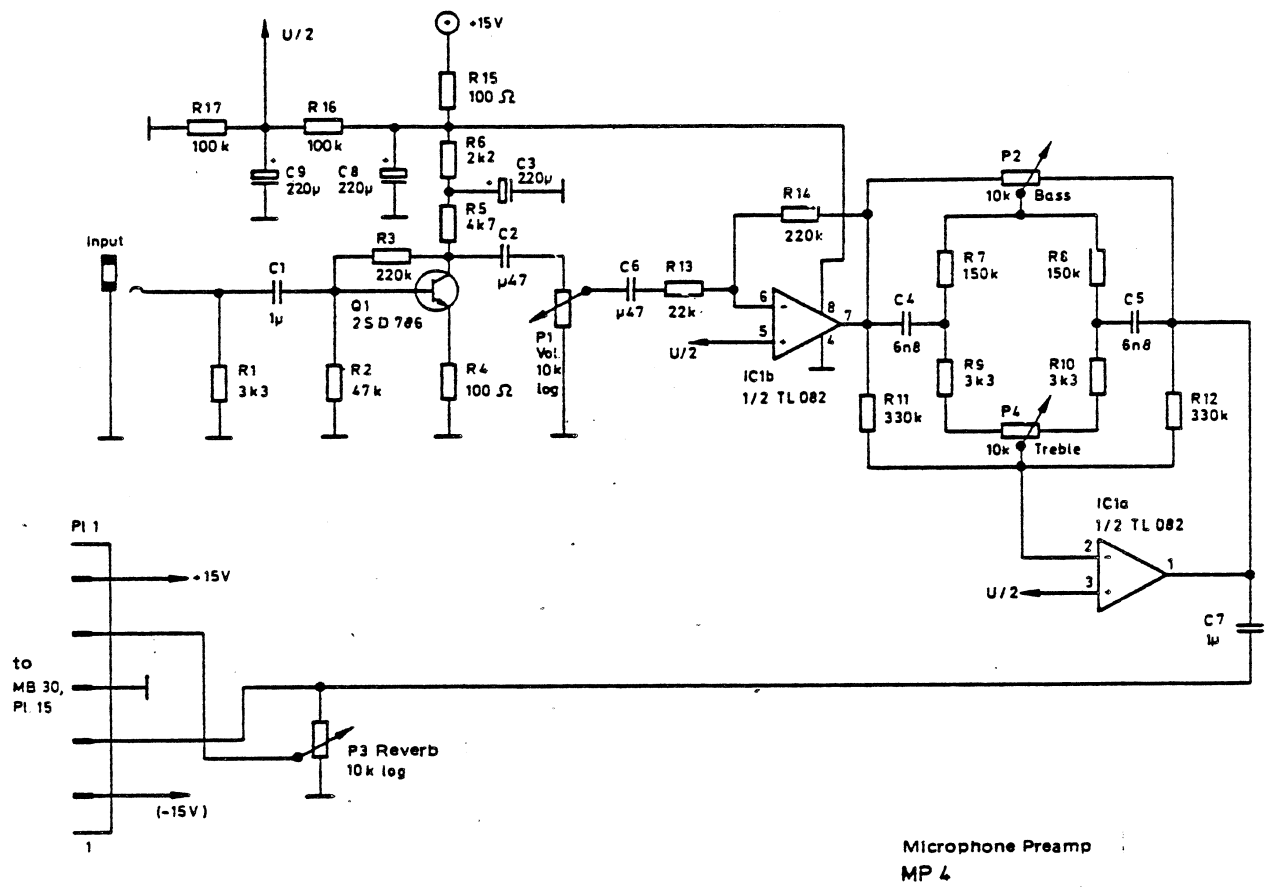 U/2
+15V
R15
100 Ω
R17
100k
R16
100k
R6
2k2
C9
220µ
C8
220µ
C3
220µ
R5
4k7
Input
R3
220k
C2
µ47
C1
1µ
Q1
2SD786
R1
3k3
R2
47k
R4
100 Ω
P1
Vol.
10k
log
C6
µ47
R13
22k
R14
220k
6
-
5
+
8
4
7
U/2
IC1b
1/2 TL 082
P2
10k
Bass
R7
150k
R8
150k
C4
6n8
C5
6n8
R9
3k3
R10
3k3
P4
10k
Treble
R11
330k
R12
330k
IC1a
1/2 TL 082
2
-
3
+
1
U/2
C7
1µ
Pl 1
+15V
to
MB 30,
Pl. 15
P3 Reverb
10k log
(-15V)
1
Microphone Preamp
MP 4